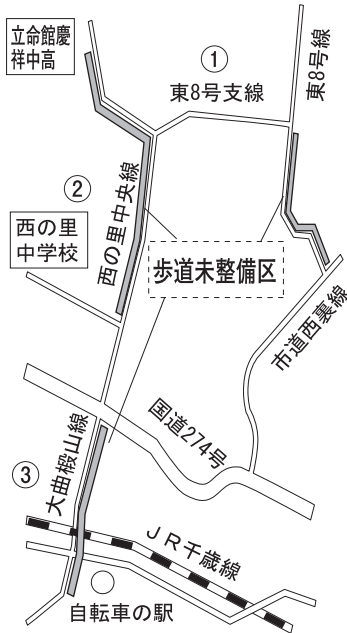 立命館慶
祥中高
①
東8号支線
東8号線
②
西の里中央線
西の里
中学校
歩道未整備区
市道西裏線
国道274号
大曲椴山線
③
JR千歳線
自転車の駅